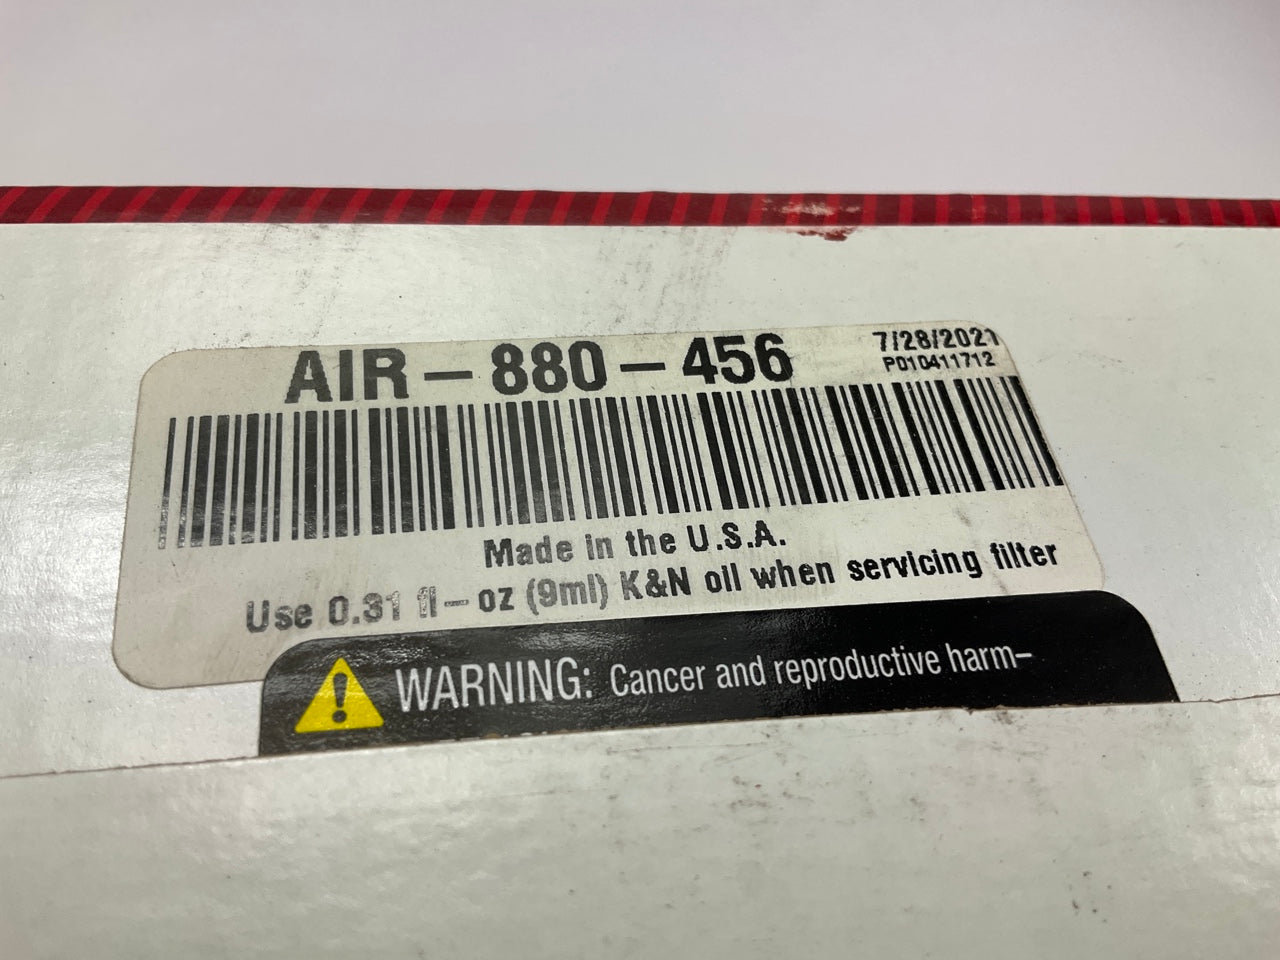 AIR-880-456
7/28/2021
P010411712
Made in the U.S.A.
Use 0.31 fl-oz (9ml) K&N oil when servicing filter
WARNING: Cancer and reproductive harm-